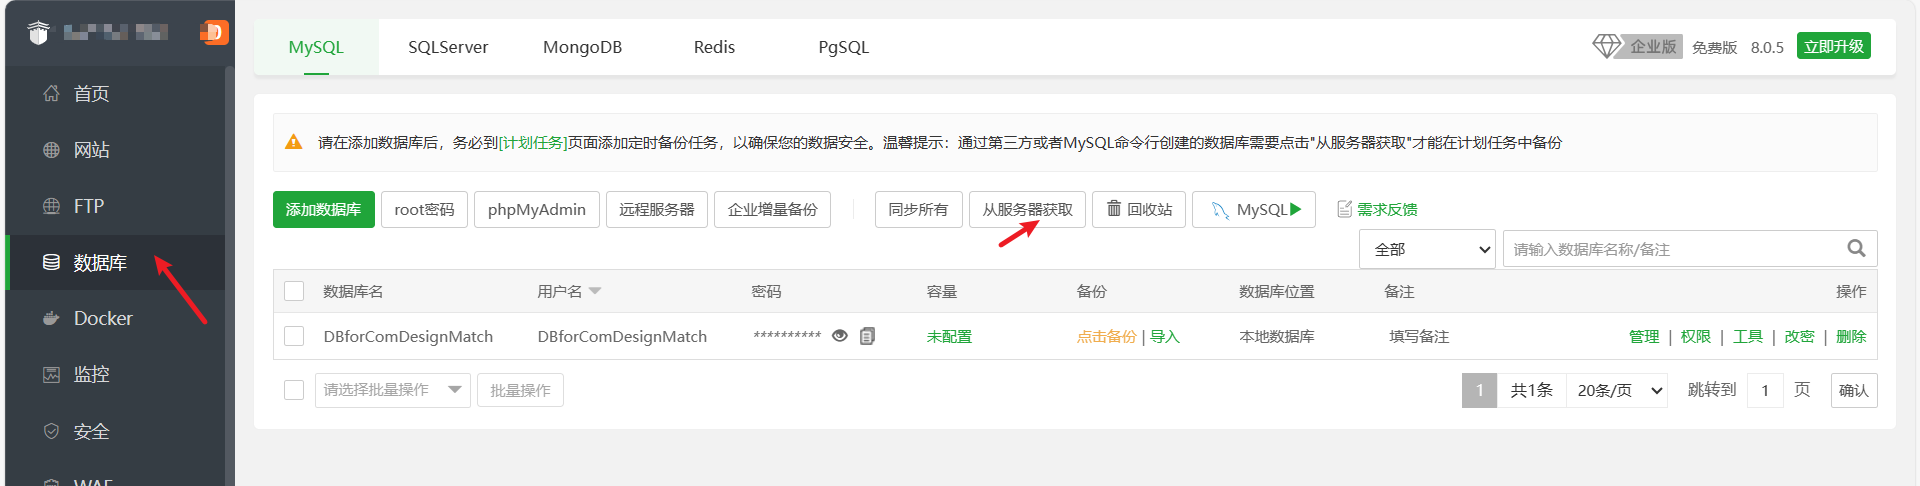 首页
网站
FTP
数据库
Docker
监控
安全
WAF
MySQL SQLServer MongoDB Redis PgSQL
企业版 免费版 8.0.5 立即升级
请在添加数据库后，务必到[计划任务]页面添加定时备份任务，以确保您的数据安全。温馨提示：通过第三方或者MySQL命令行创建的数据库需要点击"从服务器获取"才能在计划任务中备份
添加数据库 root密码 phpMyAdmin 远程服务器 企业增量备份 同步所有 从服务器获取 回收站 MySQL 需求反馈
全部 请输入数据库名称/备注
数据库名 用户名 密码 容量 备份 数据库位置 备注 操作
DBforComDesignMatch DBforComDesignMatch ********** 未配置 点击备份 | 导入 本地数据库 填写备注 管理 | 权限 | 工具 | 改密 | 删除
请选择批量操作 批量操作 1 共1条 20条/页 跳转到 1 页 确认